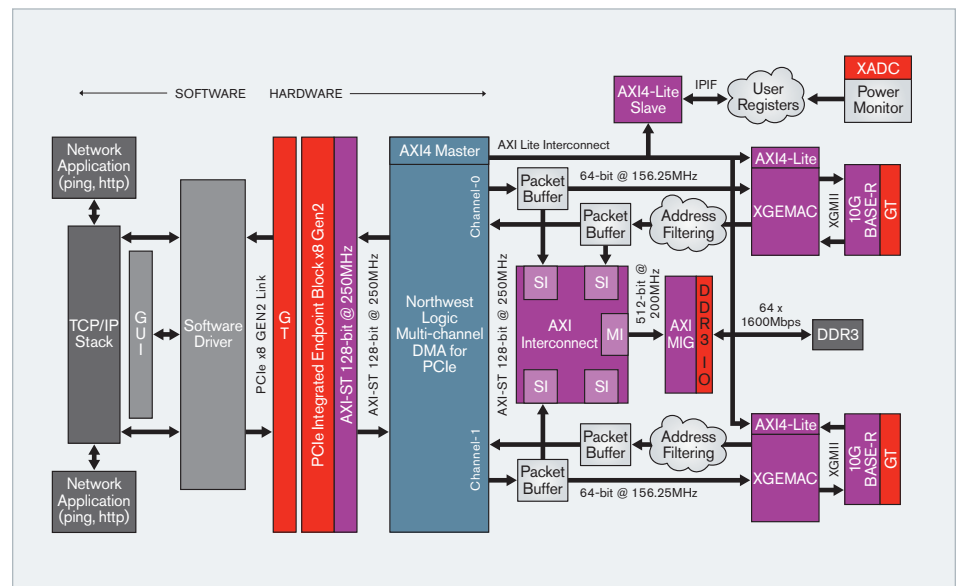 SOFTWARE HARDWARE
Network
Application
(ping, http)
TCP/IP
Stack
GUI
Network
Application
(ping, http)
Software
Driver
PCIe x8 GEN2 Link
GT
PCIe Integrated Endpoint Block x8 Gen2
AXI-ST 128-bit @ 250MHz
AXI-ST 128-bit @ 250MHz
AXI4 Master
Channel-0
Northwest
Logic
Multi-channel
DMA for
PCIe
Channel-1
AXI Lite Interconnect
AXI4-Lite
Slave
IPIF
User
Registers
XADC
Power
Monitor
Packet
Buffer
64-bit @ 156.25MHz
Packet
Buffer
Address
Filtering
AXI4-Lite
XGEMAC
XGMII
10G
BASE-R
GT
AXI-ST 128-bit @ 250MHz
SI
SI
AXI
Interconnect
MI
SI
SI
512-bit @
200MHz
AXI
MIG
DDR3 IO
64 x
1600Mbps
DDR3
Packet
Buffer
Address
Filtering
Packet
Buffer
64-bit @ 156.25MHz
AXI4-Lite
XGEMAC
XGMII
10G
BASE-R
GT